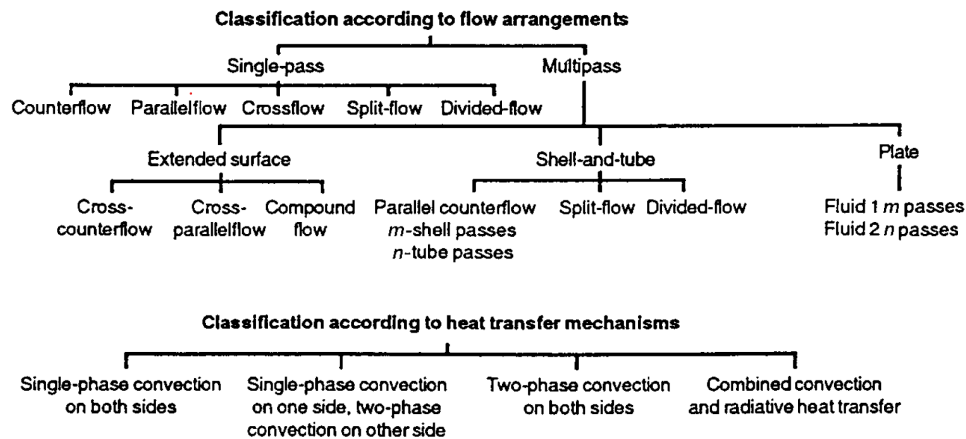 Classification according to flow arrangements
Single-pass Multipass
Counterflow Parallelflow Crossflow Split-flow Divided-flow
Extended surface Shell-and-tube Plate
Cross-
counterflow
Cross-
parallelflow
Compound
flow
Parallel counterflow
m-shell passes
n-tube passes
Split-flow
Divided-flow
Fluid 1 m passes
Fluid 2 n passes
Classification according to heat transfer mechanisms
Single-phase convection
on both sides
Single-phase convection
on one side, two-phase
convection on other side
Two-phase convection
on both sides
Combined convection
and radiative heat transfer